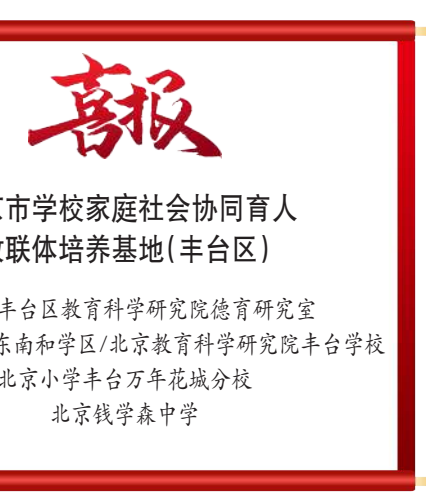 喜报
市学校家庭社会协同育人
联体培养基地(丰台区)
丰台区教育科学研究院德育研究室
东南和学区/北京教育科学研究院丰台学校
北京小学丰台万年花城分校
北京钱学森中学